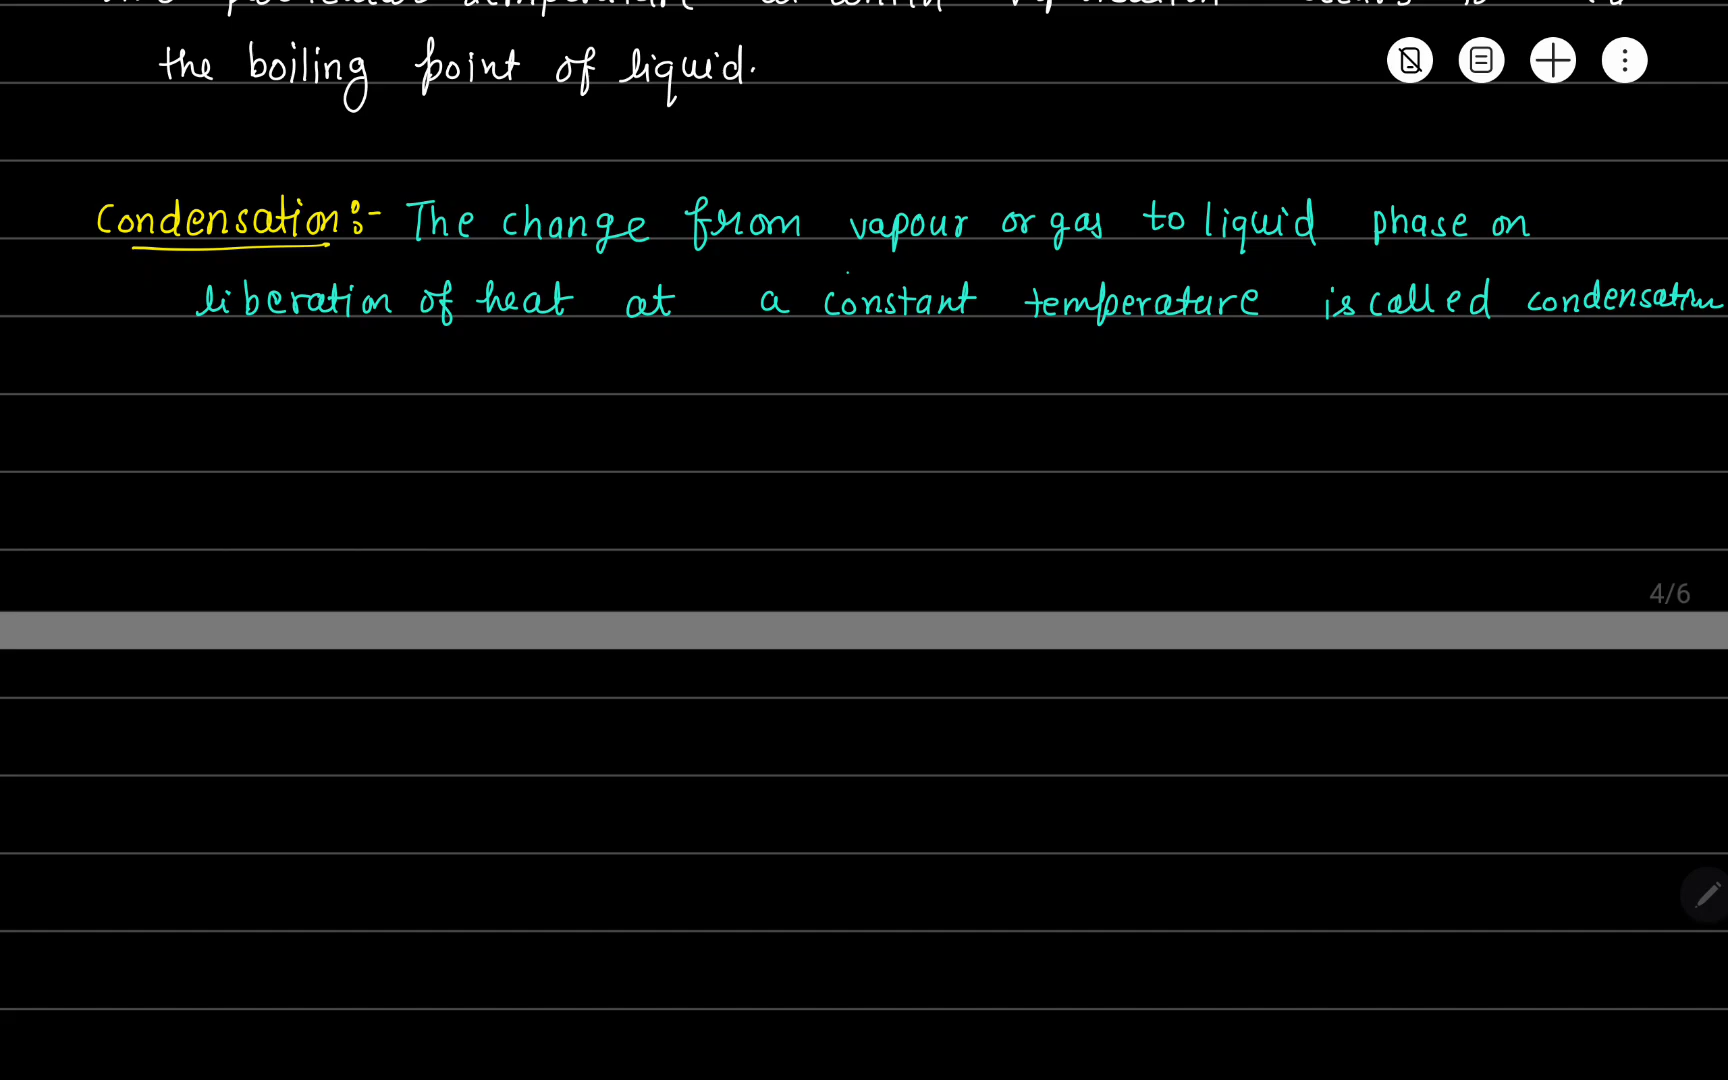 the boiling point of liquid.
Condensation:- The change from vapour or gas to liquid phase on
liberation of heat at a constant temperature is called condensation
4/6